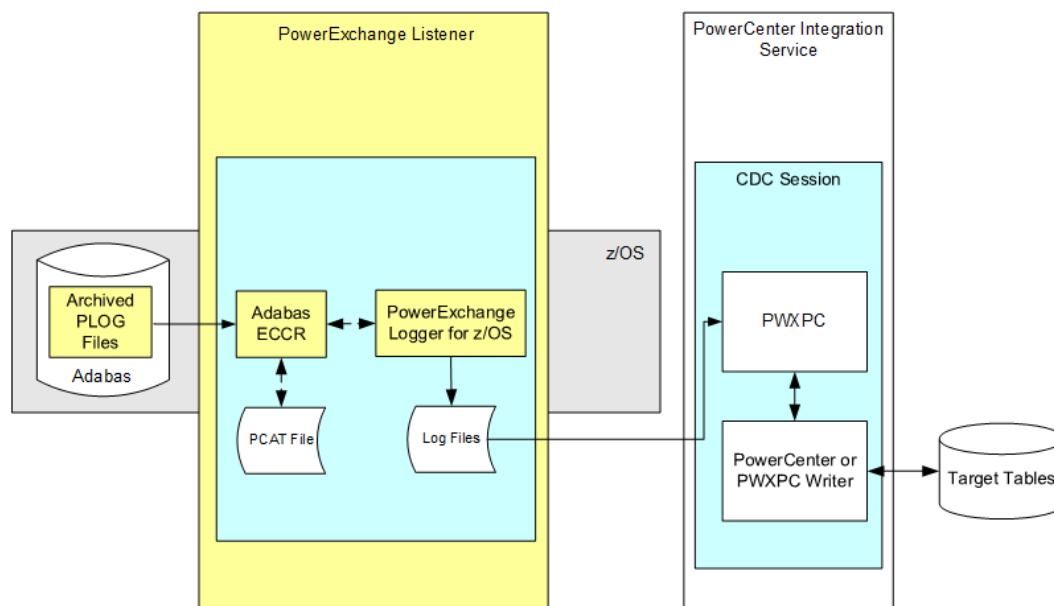 PowerExchange Listener
PowerCenter Integration
Service
CDC Session
z/OS
Archived
PLOG
Files
Adabas
Adabas
ECCR
PowerExchange
Logger for z/OS
PWXPC
PCAT File
Log Files
PowerCenter or
PWXPC Writer
Target Tables